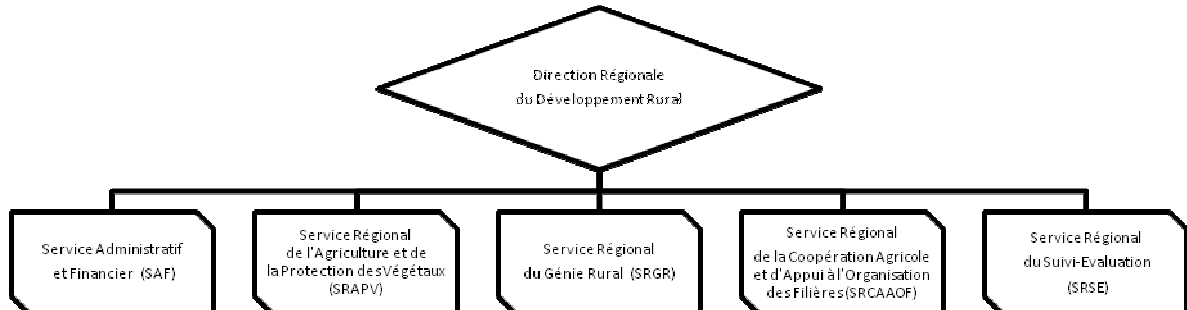 Direction Régionale
du Développement Rural
Service Administratif
et Financier (SAF)
Service Régional
de l'Agriculture et de
la Protection des Végétaux
(SRAPV)
Service Régional
du Génie Rural (SRGR)
Service Régional
de la Coopération Agricole
et d'Appui à l'Organisation
des Filières (SRCAAOF)
Service Régional
du Suivi-Evaluation
(SRSE)